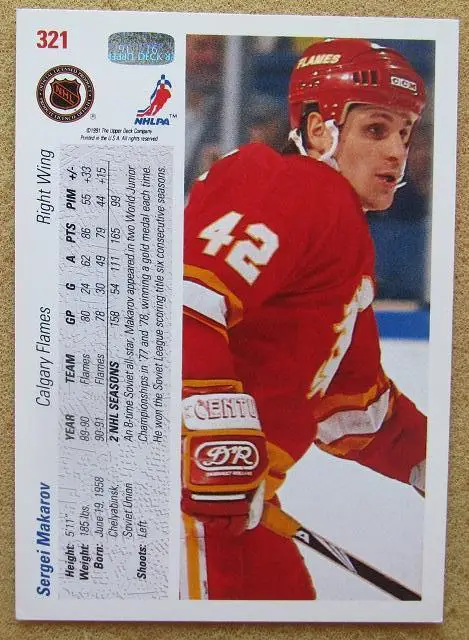 321
NHL
®
NHLPA™
©1991 The Upper Deck Company
Printed in the U.S.A. All rights reserved
Sergei Makarov Calgary Flames Right Wing
Height: 5'11"
Weight: 185 lbs.
Born: June 19, 1958
Chelyabinsk,
Soviet Union
Shoots: Left
YEAR TEAM GP G A PTS PIM +/-
89-90 Flames 80 24 62 86 55 +33
90-91 Flames 78 30 49 79 44 +15
2 NHL SEASONS 158 54 111 165 99
An 8-time Soviet all-star, Makarov appeared in two World Junior
Championships in '77 and '78, winning a gold medal each time.
He won the Soviet League scoring title six consecutive seasons.
FLAMES
CCM
42
CENTU
DR